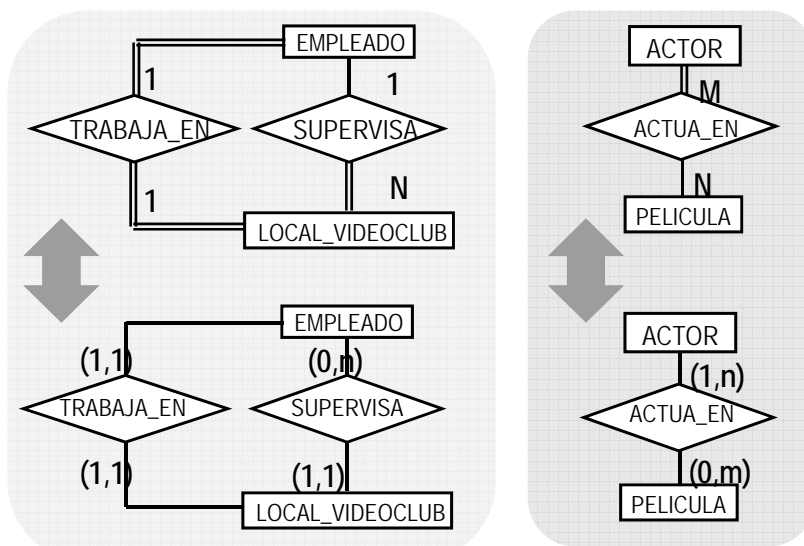 EMPLEADO
1
1
TRABAJA_EN
SUPERVISA
1
N
LOCAL_VIDEOCLUB
EMPLEADO
(1,1)
(0,n)
TRABAJA_EN
SUPERVISA
(1,1)
(1,1)
LOCAL_VIDEOCLUB
ACTOR
M
ACTUA_EN
N
PELICULA
ACTOR
(1,n)
ACTUA_EN
(0,m)
PELICULA